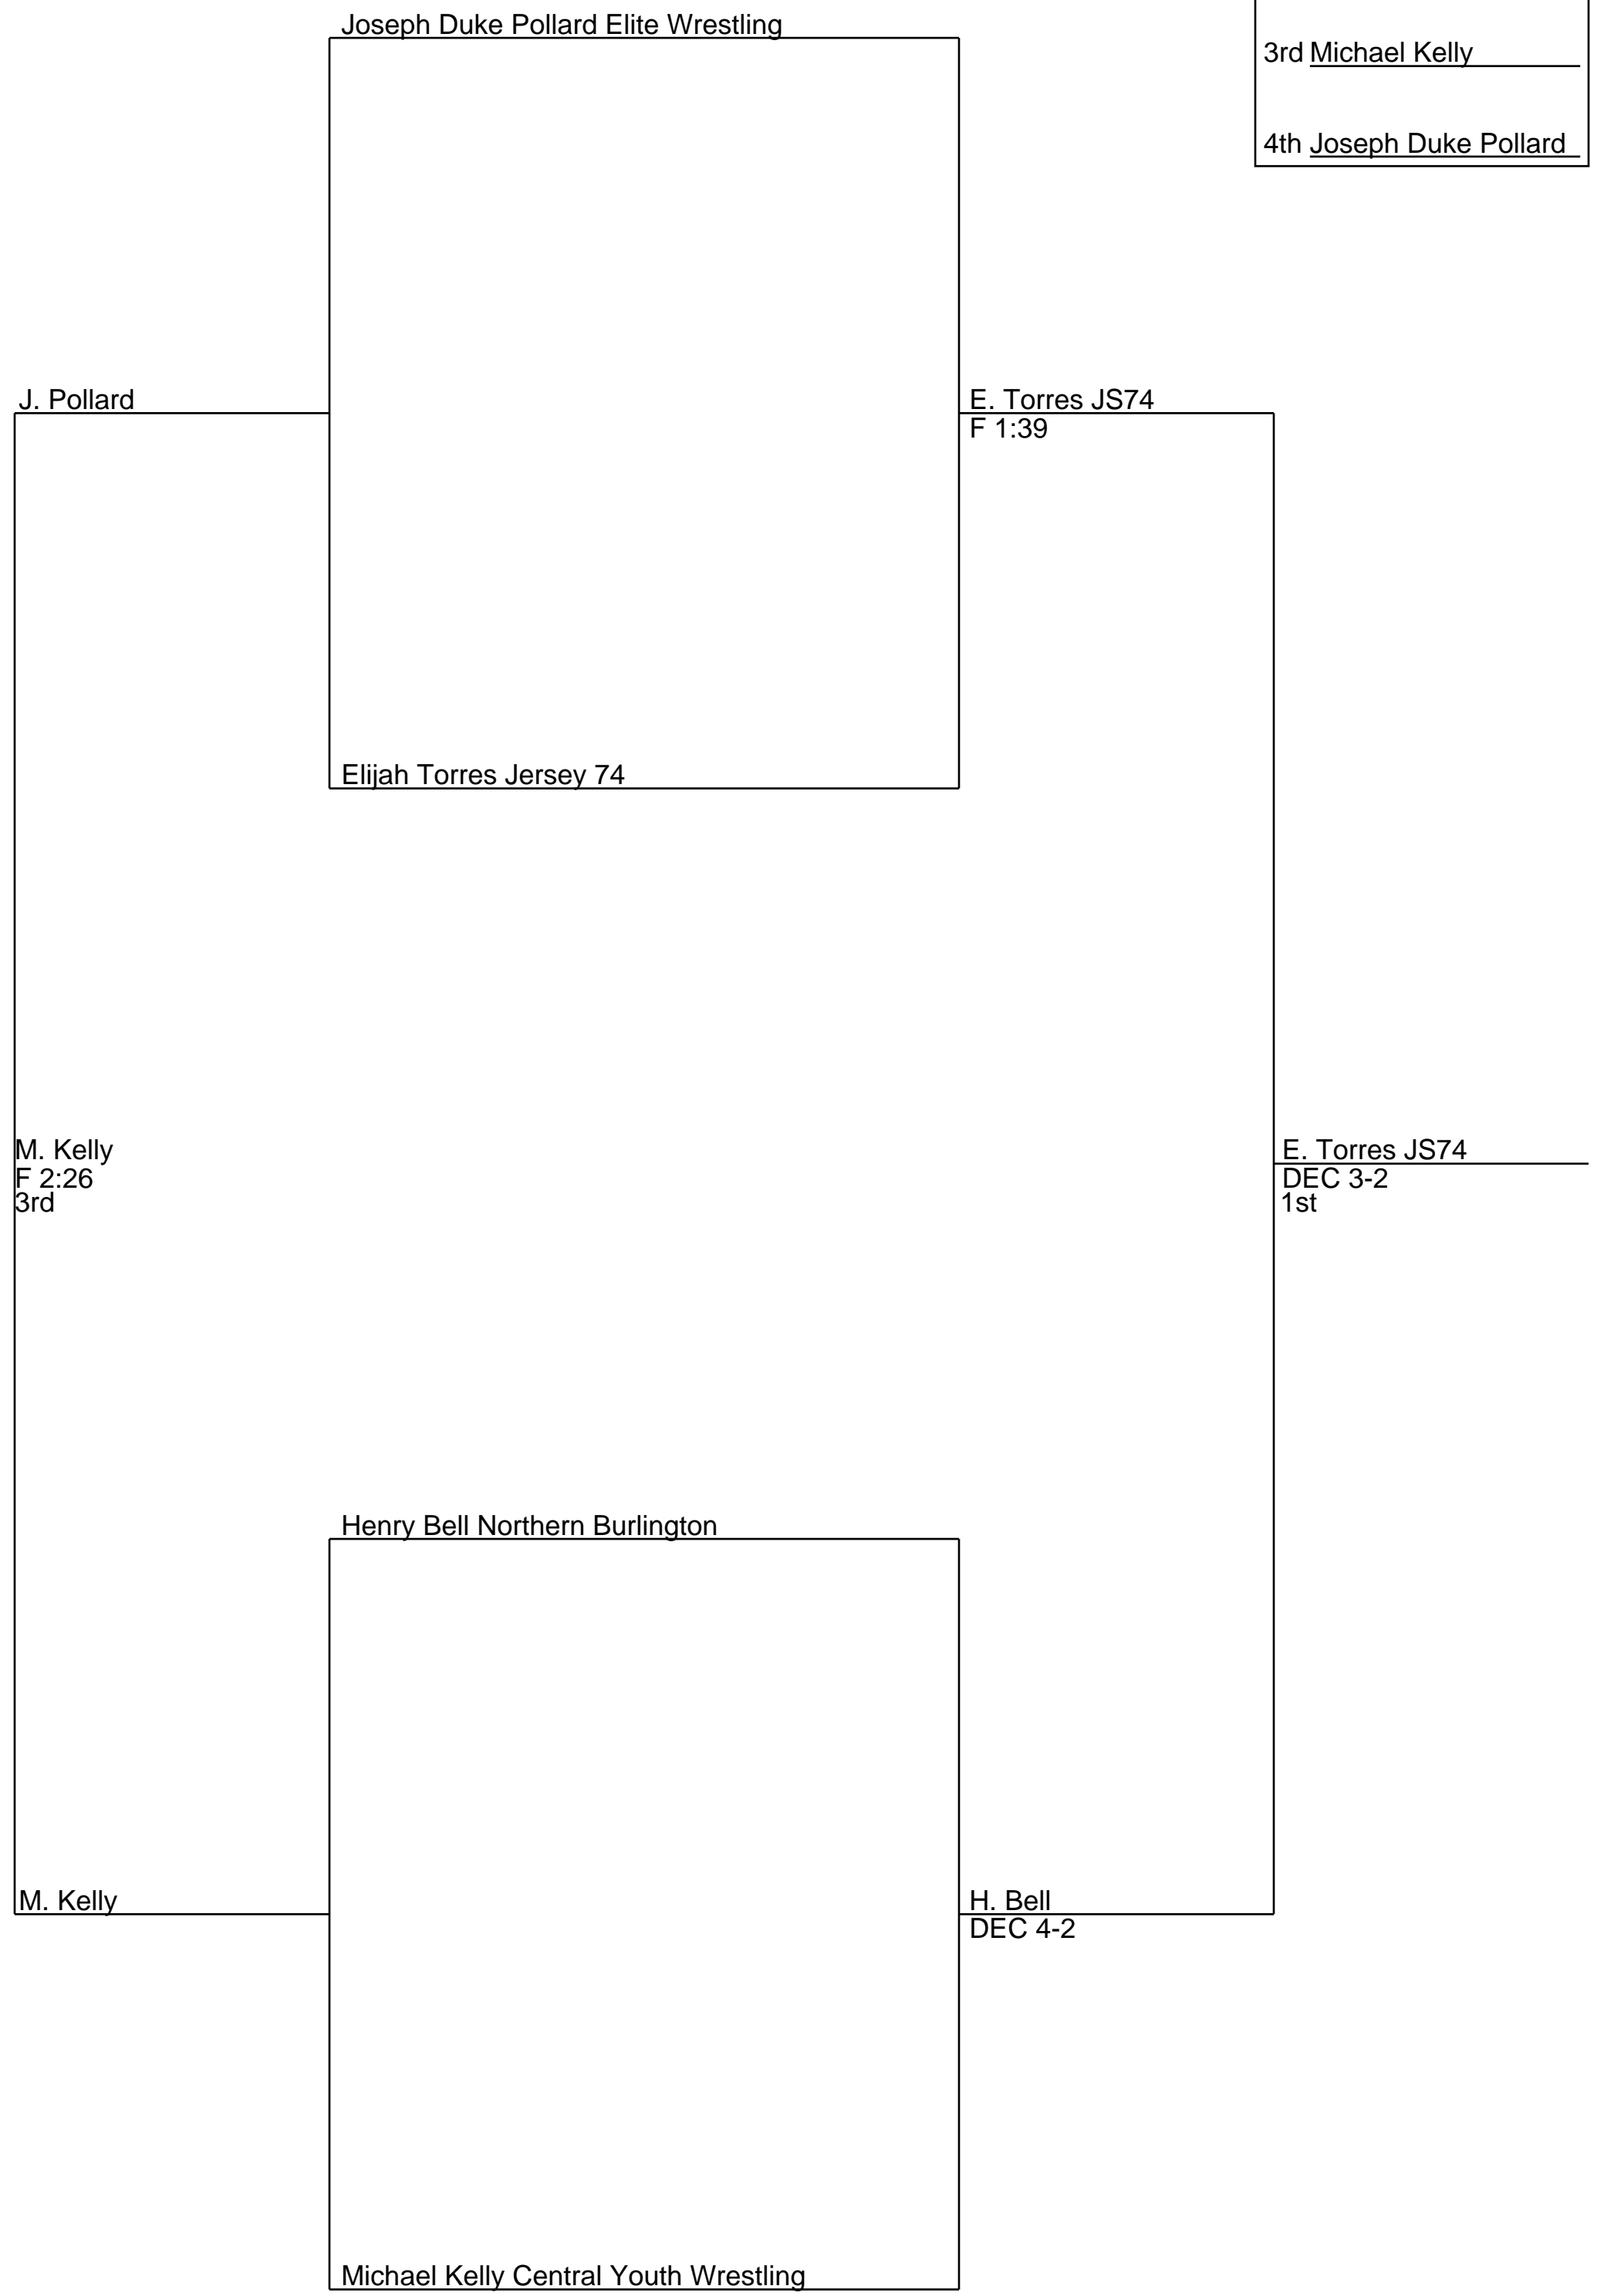 Joseph Duke Pollard Elite Wrestling
3rd Michael Kelly
4th Joseph Duke Pollard
J. Pollard
E. Torres JS74
F 1:39
Elijah Torres Jersey 74
M. Kelly
F 2:26
3rd
E. Torres JS74
DEC 3-2
1st
Henry Bell Northern Burlington
M. Kelly
H. Bell
DEC 4-2
Michael Kelly Central Youth Wrestling